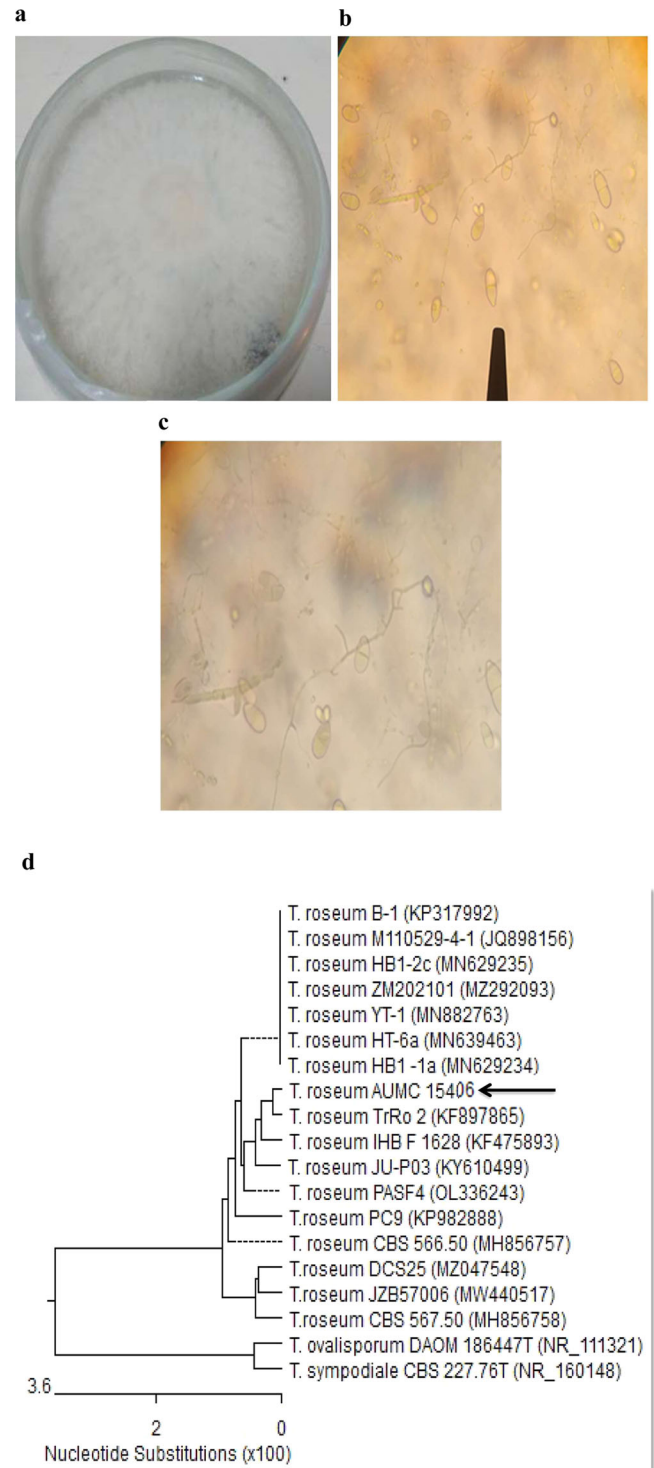 a
b
c
d
T. roseum B-1 (KP317992)
T. roseum M110529-4-1 (JQ898156)
T. roseum HB1-2c (MN629235)
T. roseum ZM202101 (MZ292093)
T. roseum YT-1 (MN882763)
T. roseum HT-6a (MN639463)
T. roseum HB1 -1a (MN629234)
T. roseum AUMC 15406
T. roseum TrRo 2 (KF897865)
T. roseum IHB F 1628 (KF475893)
T. roseum JU-P03 (KY610499)
T. roseum PASF4 (OL336243)
T.roseum PC9 (KP982888)
T. roseum CBS 566.50 (MH856757)
T.roseum DCS25 (MZ047548)
T.roseum JZB57006 (MW440517)
T.roseum CBS 567.50 (MH856758)
T. ovalisporum DAOM 186447T (NR_111321)
T. sympodiale CBS 227.76T (NR_160148)
3.6
2 0
Nucleotide Substitutions (x100)